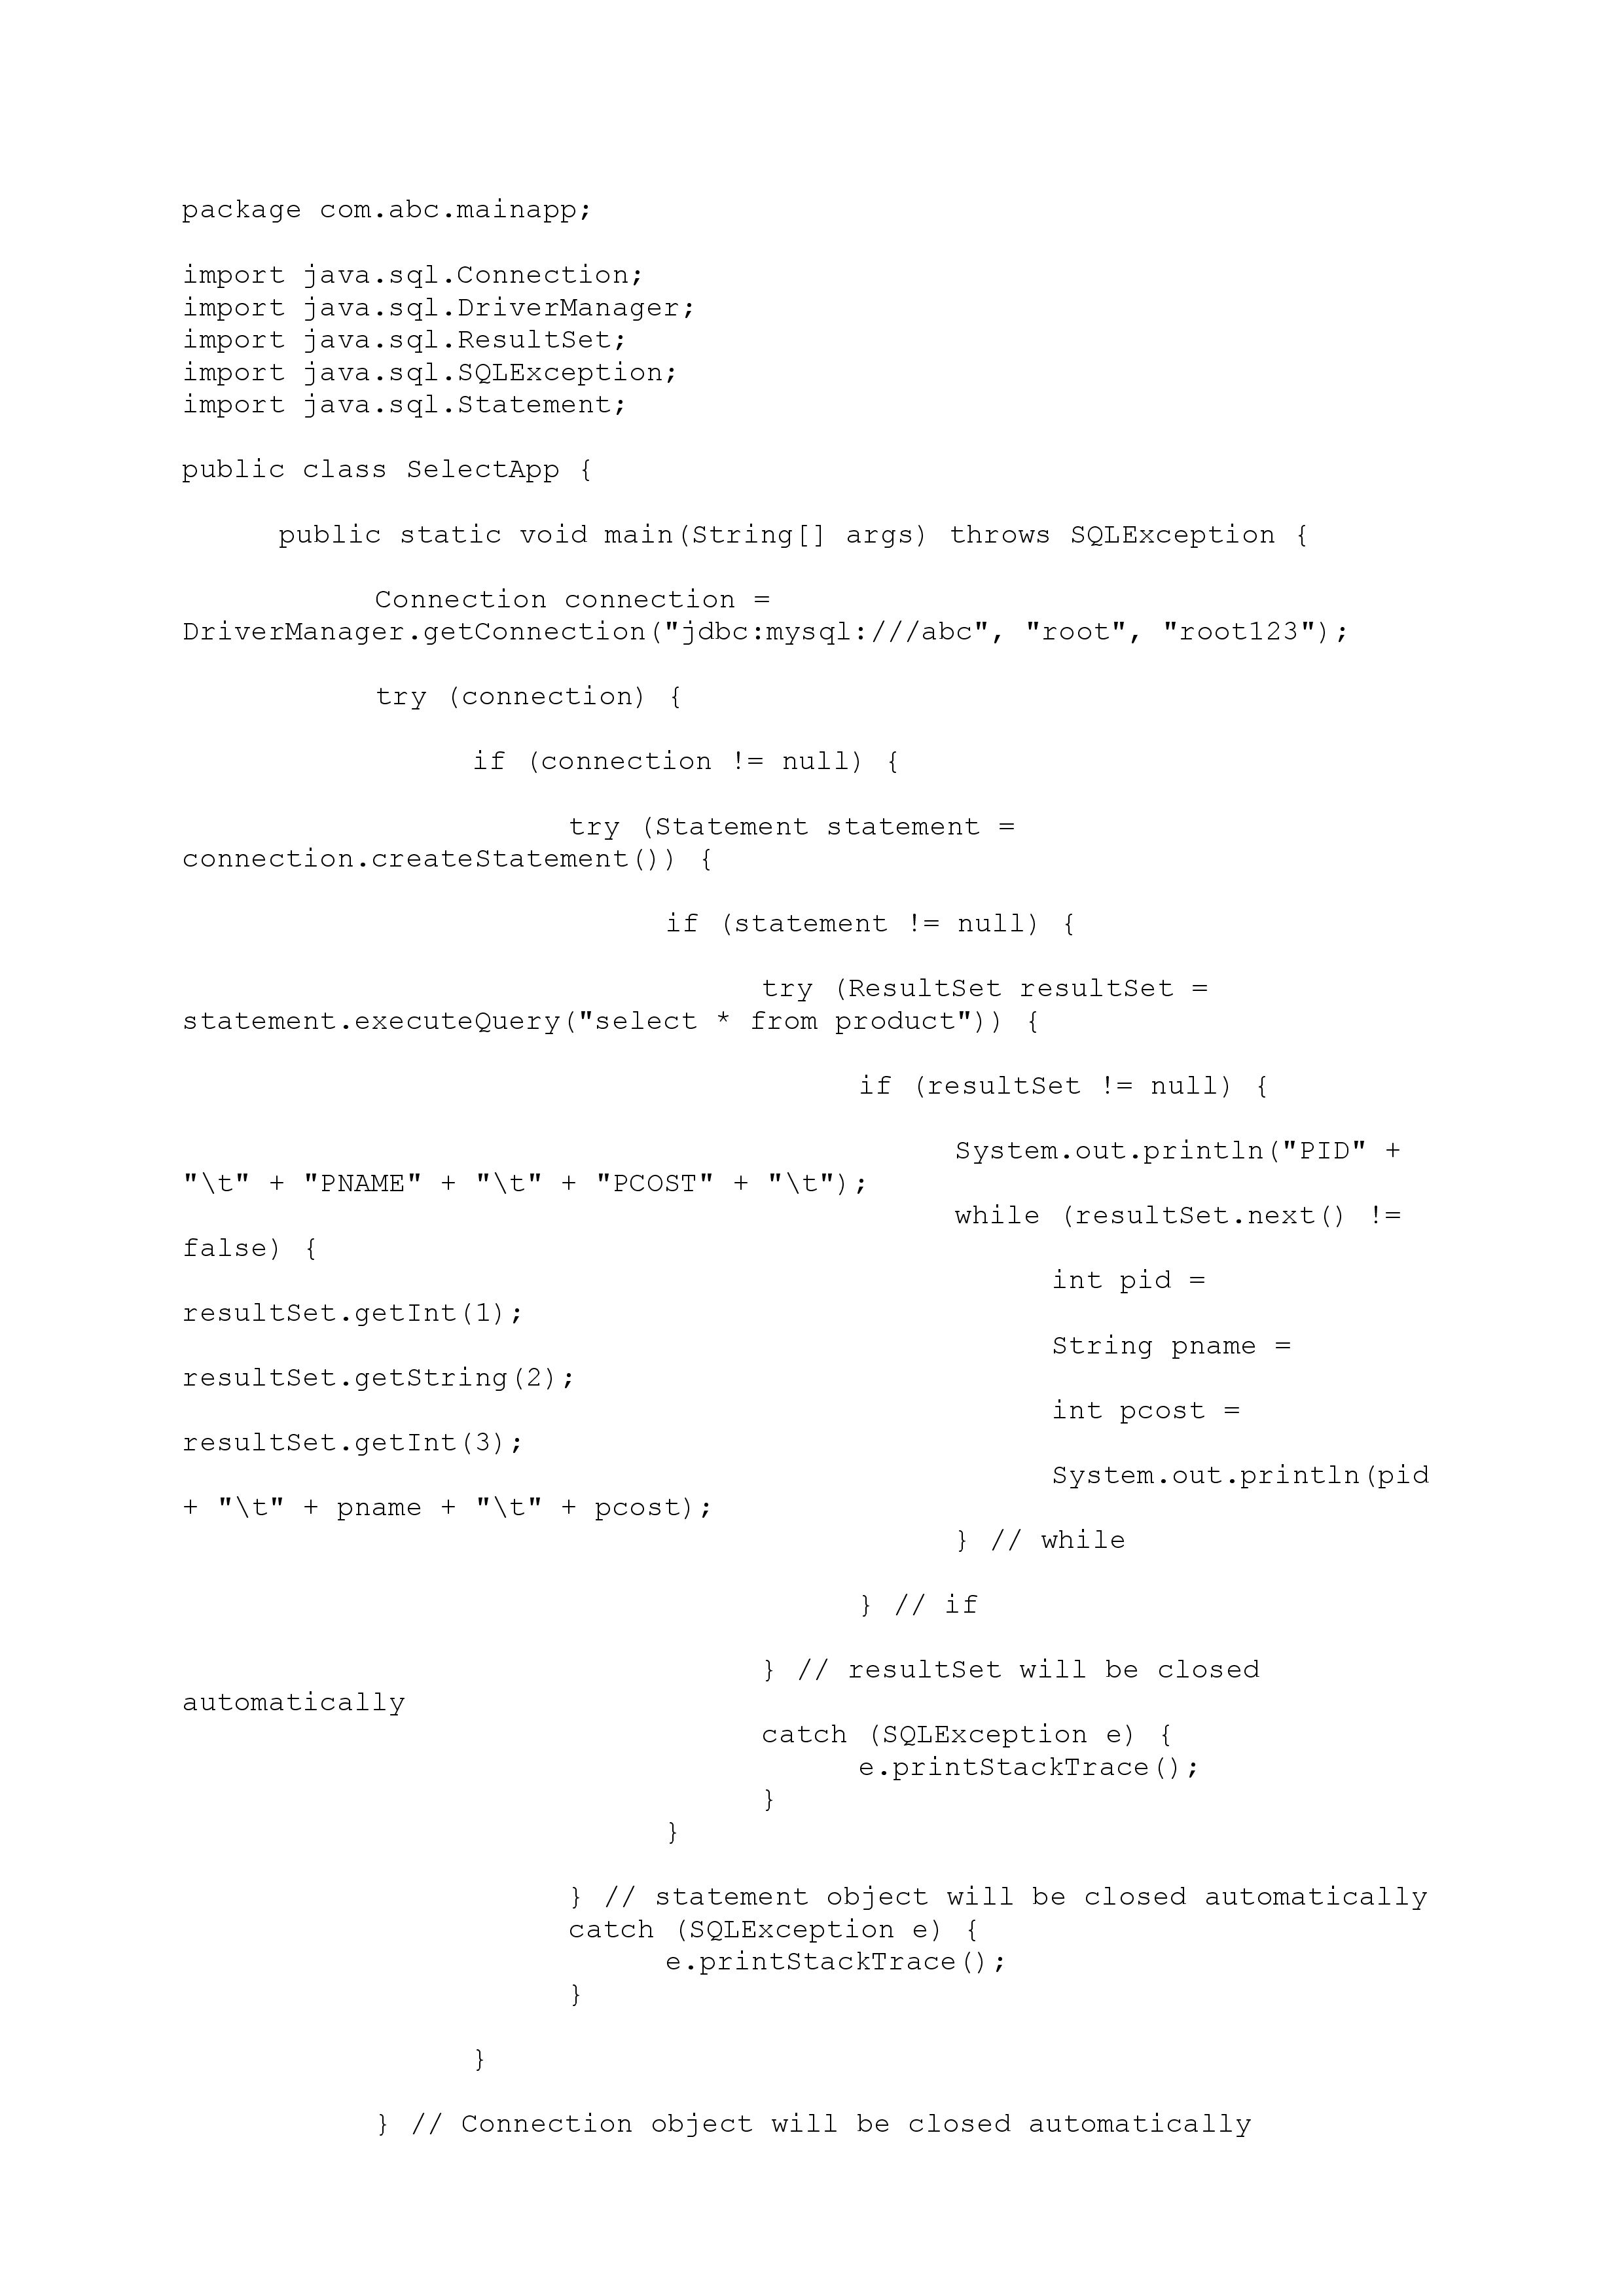 package com.abc.mainapp;
import java.sql.Connection;
import java.sql.DriverManager;
import java.sql.ResultSet;
import java.sql.SQLException;
import java.sql.Statement;
public class SelectApp {
public static void main(String[] args) throws SQLException {
Connection connection =
DriverManager.getConnection("jdbc:mysql:///abc", "root", "root123");
try (connection) {
if (connection != null) {
try (Statement statement =
connection.createStatement()) {
if (statement != null) {
try (ResultSet resultSet =
statement.executeQuery("select * from product")) {
if (resultSet != null) {
System.out.println("PID" +
"\t" + "PNAME" + "\t" + "PCOST" + "\t");
while (resultSet.next() !=
false) {
int pid =
resultSet.getInt(1);
String pname =
resultSet.getString(2);
int pcost =
resultSet.getInt(3);
System.out.println(pid
+ "\t" + pname + "\t" + pcost);
} // while
} // if
} // resultSet will be closed
automatically
catch (SQLException e) {
e.printStackTrace();
}
}
} // statement object will be closed automatically
catch (SQLException e) {
e.printStackTrace();
}
}
} // Connection object will be closed automatically